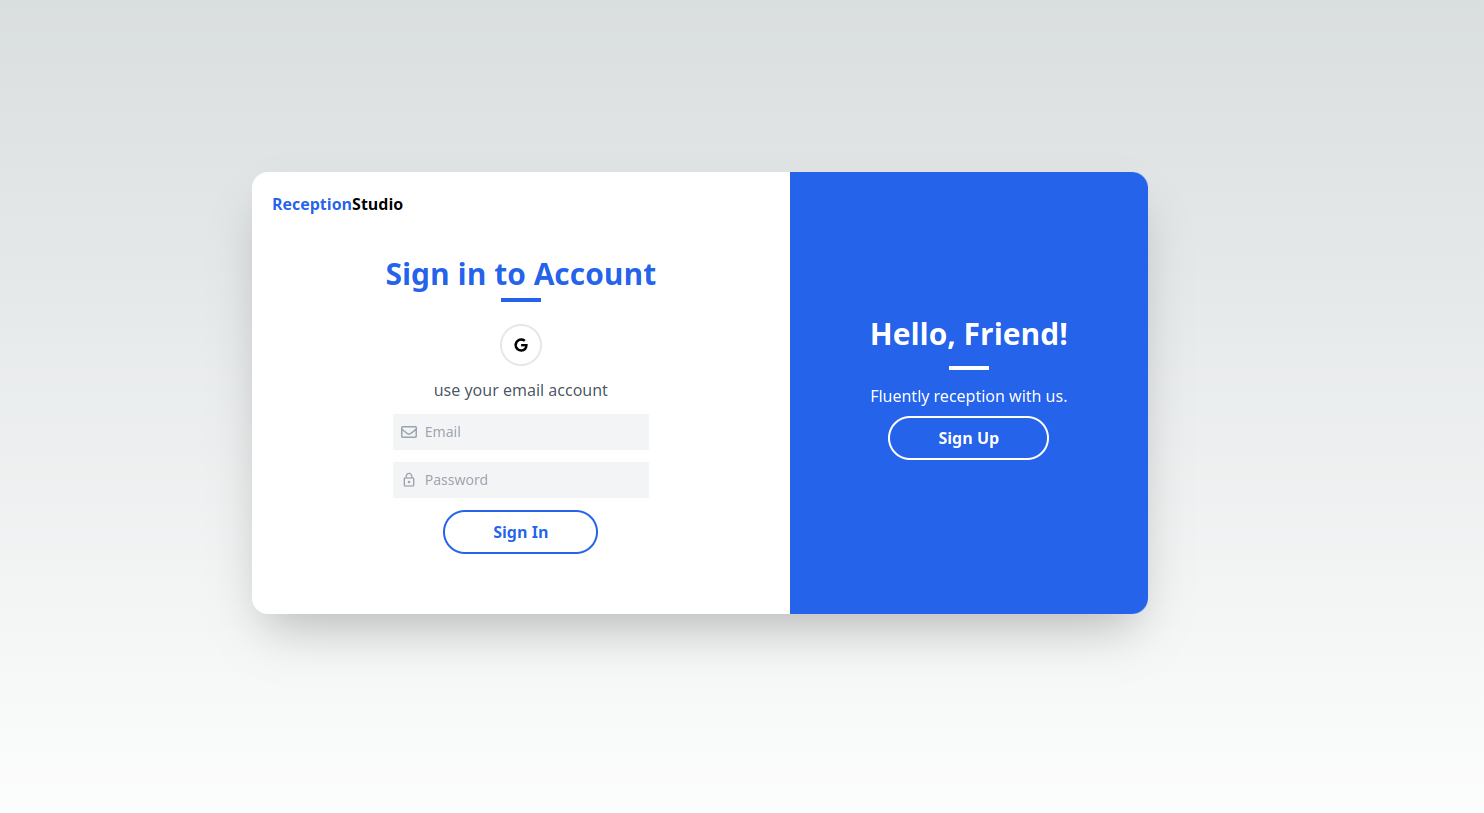 ReceptionStudio
Sign in to Account
G
use your email account
Email
Password
Sign In
Hello, Friend!
Fluently reception with us.
Sign Up